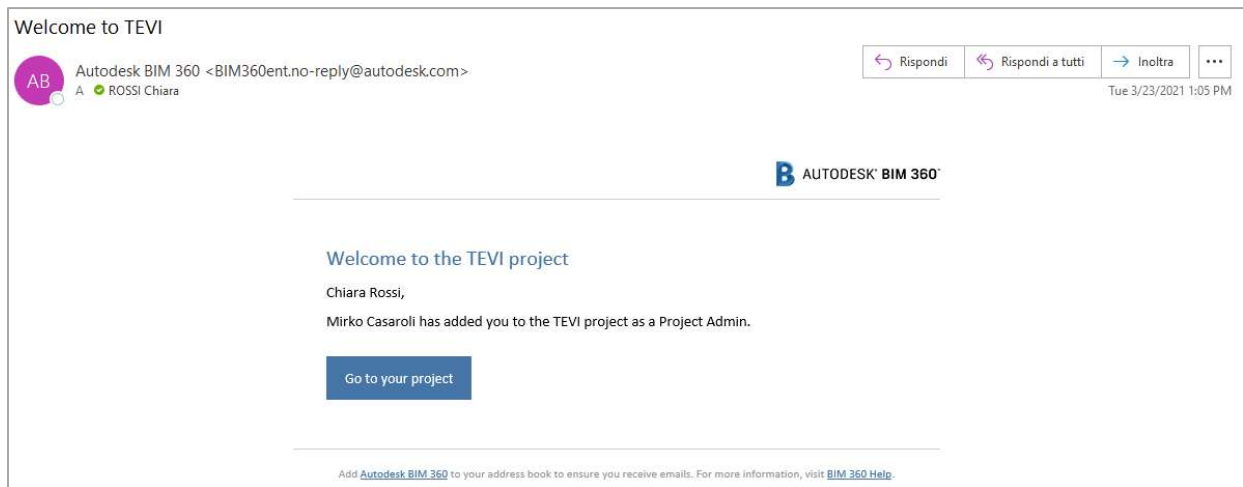 Welcome to TEVI
AB
Autodesk BIM 360 <BIM360ent.no-reply@autodesk.com>
A ROSSI Chiara
Rispondi
Rispondi a tutti
Inoltra
Tue 3/23/2021 1:05 PM
B AUTODESK® BIM 360®
Welcome to the TEVI project
Chiara Rossi,
Mirko Casaroli has added you to the TEVI project as a Project Admin.
Go to your project
Add Autodesk BIM 360 to your address book to ensure you receive emails. For more information, visit BIM 360 Help.